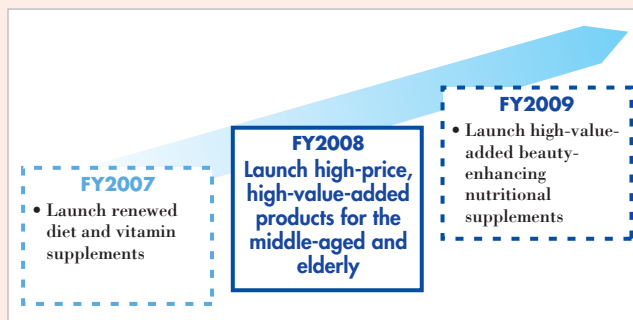 FY2007
• Launch renewed
diet and vitamin
supplements
FY2008
Launch high-price,
high-value-added
products for the
middle-aged and
elderly
FY2009
• Launch high-value-
added beauty-
enhancing
nutritional
supplements